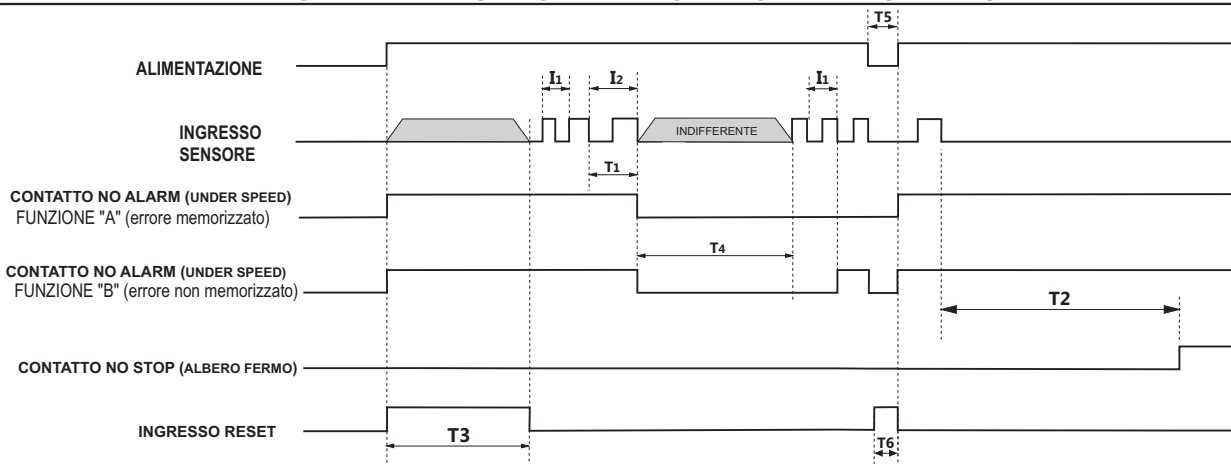 T5
ALIMENTAZIONE
I1 I2 I1
INGRESSO
SENSORE
INDIFFERENTE
T1
CONTATTO NO ALARM (UNDER SPEED)
FUNZIONE "A" (errore memorizzato)
T4
CONTATTO NO ALARM (UNDER SPEED)
FUNZIONE "B" (errore non memorizzato)
T2
CONTATTO NO STOP (ALBERO FERMO)
INGRESSO RESET
T3
T6